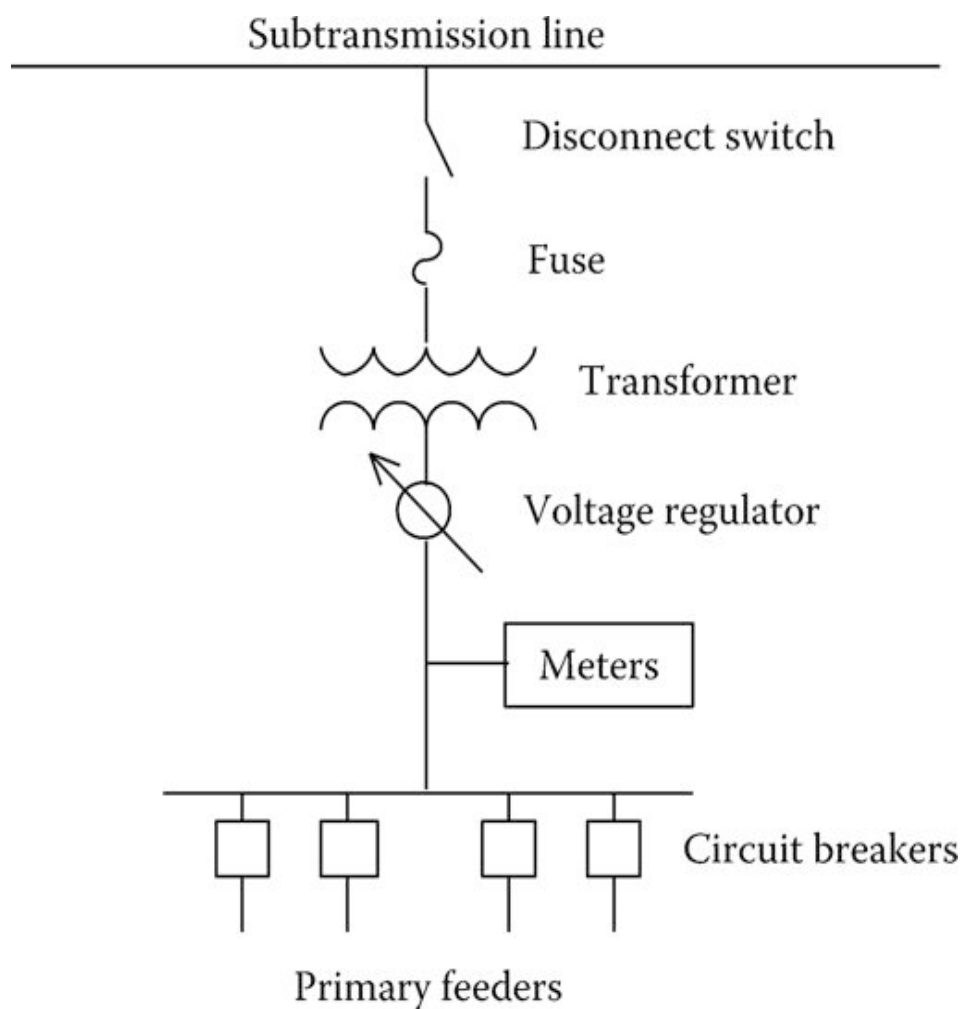 Subtransmission line
Disconnect switch
Fuse
Transformer
Voltage regulator
Meters
Circuit breakers
Primary feeders